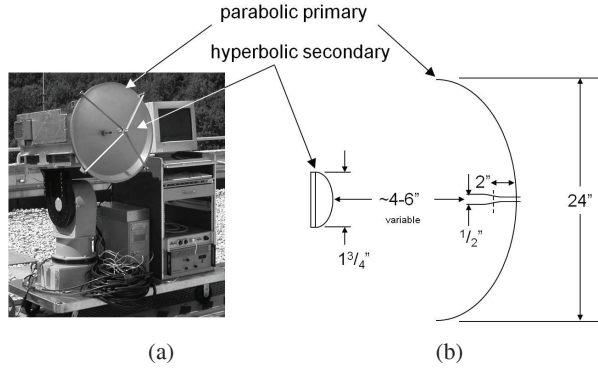 parabolic primary
hyperbolic secondary
2”
~4-6”
variable
24”
1/2”
1 3/4”
(a)
(b)